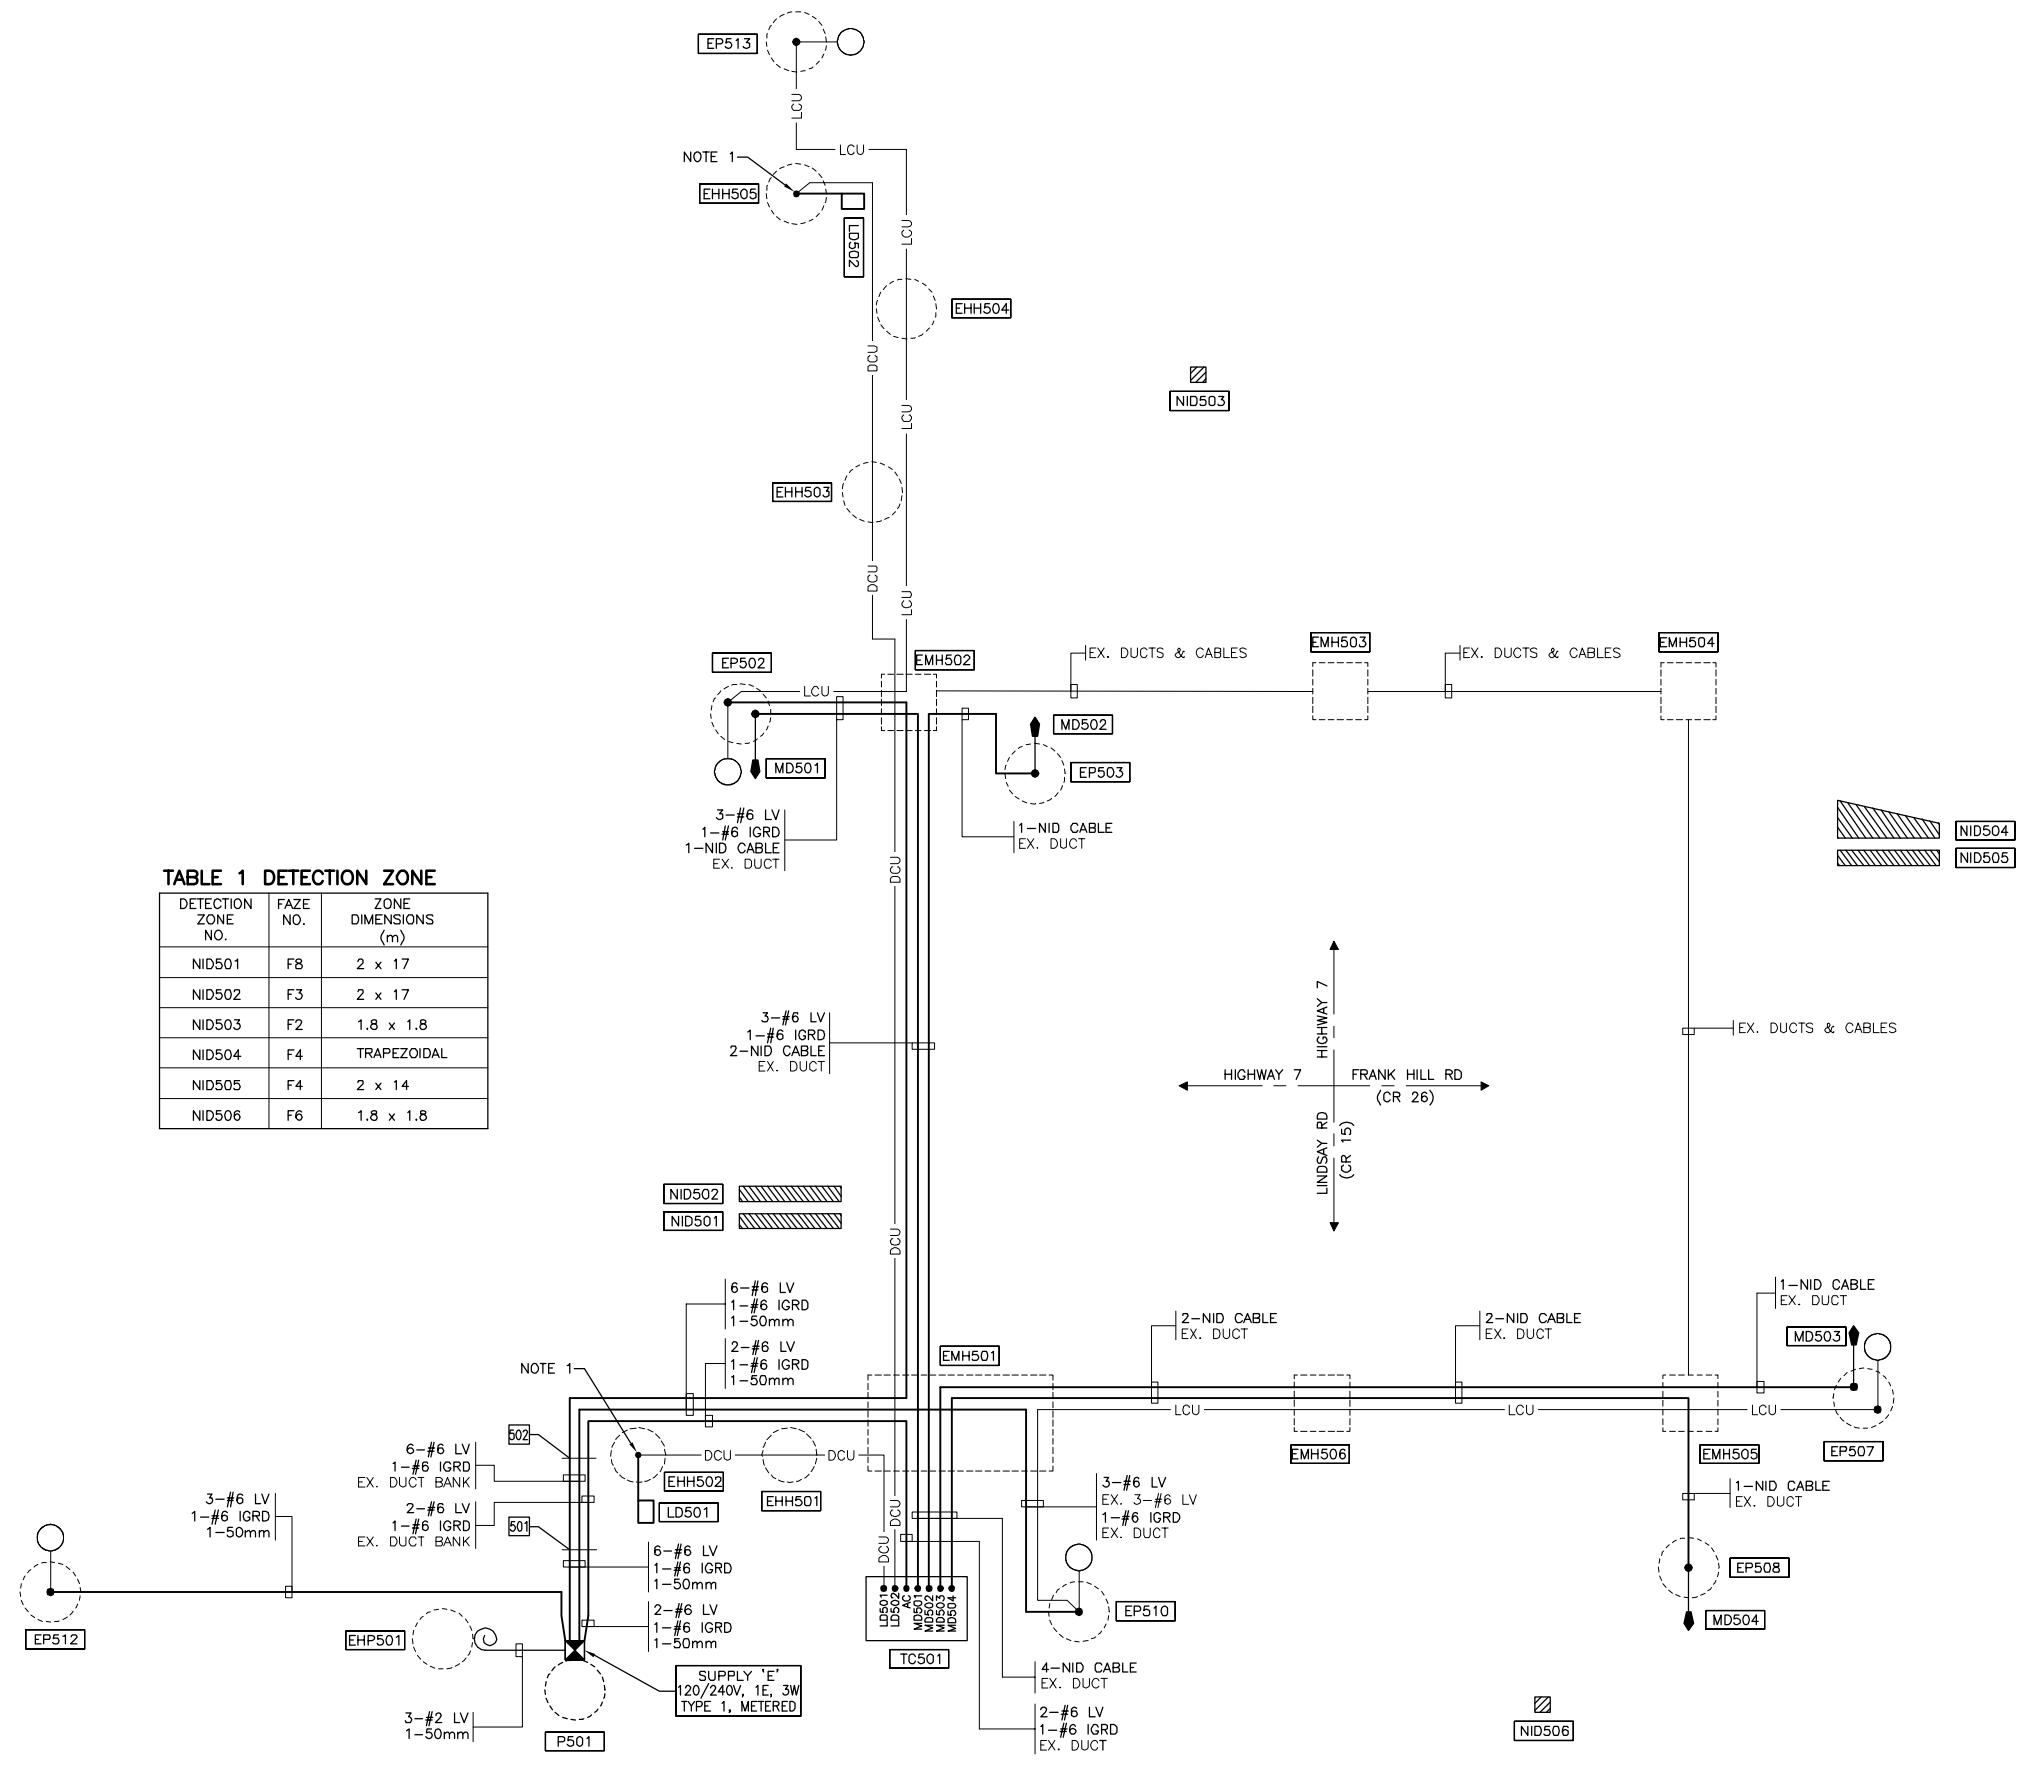 EP513
LCU
LCU
NOTE 1
EHH505
LD502
LCU
EHH504
DCU
NID503
LCU
EHH503
DCU
LCU
EMH503
EMH504
EX. DUCTS & CABLES
EX. DUCTS & CABLES
EP502
EMH502
LCU
MD502
MD501
EP503
3-#6 LV
1-#6 IGRD
1-NID CABLE
EX. DUCT
1-NID CABLE
EX. DUCT
NID504
NID505
DCU
TABLE 1 DETECTION ZONE
DETECTION ZONE NO. FAZE NO. ZONE DIMENSIONS (m)
NID501 F8 2 x 17
NID502 F3 2 x 17
NID503 F2 1.8 x 1.8
NID504 F4 TRAPEZOIDAL
NID505 F4 2 x 14
NID506 F6 1.8 x 1.8
3-#6 LV
1-#6 IGRD
2-NID CABLE
EX. DUCT
EX. DUCTS & CABLES
HIGHWAY 7
HIGHWAY 7
FRANK HILL RD
(CR 26)
LINDSAY RD
(CR 15)
NID502
NID501
DCU
6-#6 LV
1-#6 IGRD
1-50mm
2-#6 LV
1-#6 IGRD
1-50mm
NOTE 1
EMH501
2-NID CABLE
EX. DUCT
2-NID CABLE
EX. DUCT
1-NID CABLE
EX. DUCT
MD503
LCU
LCU
LCU
502
6-#6 LV
1-#6 IGRD
EX. DUCT BANK
DCU
DCU
EHH502
EHH501
EMH506
EMH505
EP507
3-#6 LV
1-#6 IGRD
1-50mm
2-#6 LV
1-#6 IGRD
EX. DUCT BANK
501
LD501
DCU
DCU
3-#6 LV
EX. 3-#6 LV
1-#6 IGRD
EX. DUCT
1-NID CABLE
EX. DUCT
6-#6 LV
1-#6 IGRD
1-50mm
EP508
2-#6 LV
1-#6 IGRD
1-50mm
LD501
LD502
AC
MD501
MD502
MD503
MD504
EP510
MD504
EP512
EHP501
TC501
SUPPLY 'E'
120/240V, 1E, 3W
TYPE 1, METERED
4-NID CABLE
EX. DUCT
3-#2 LV
1-50mm
P501
2-#6 LV
1-#6 IGRD
EX. DUCT
NID506